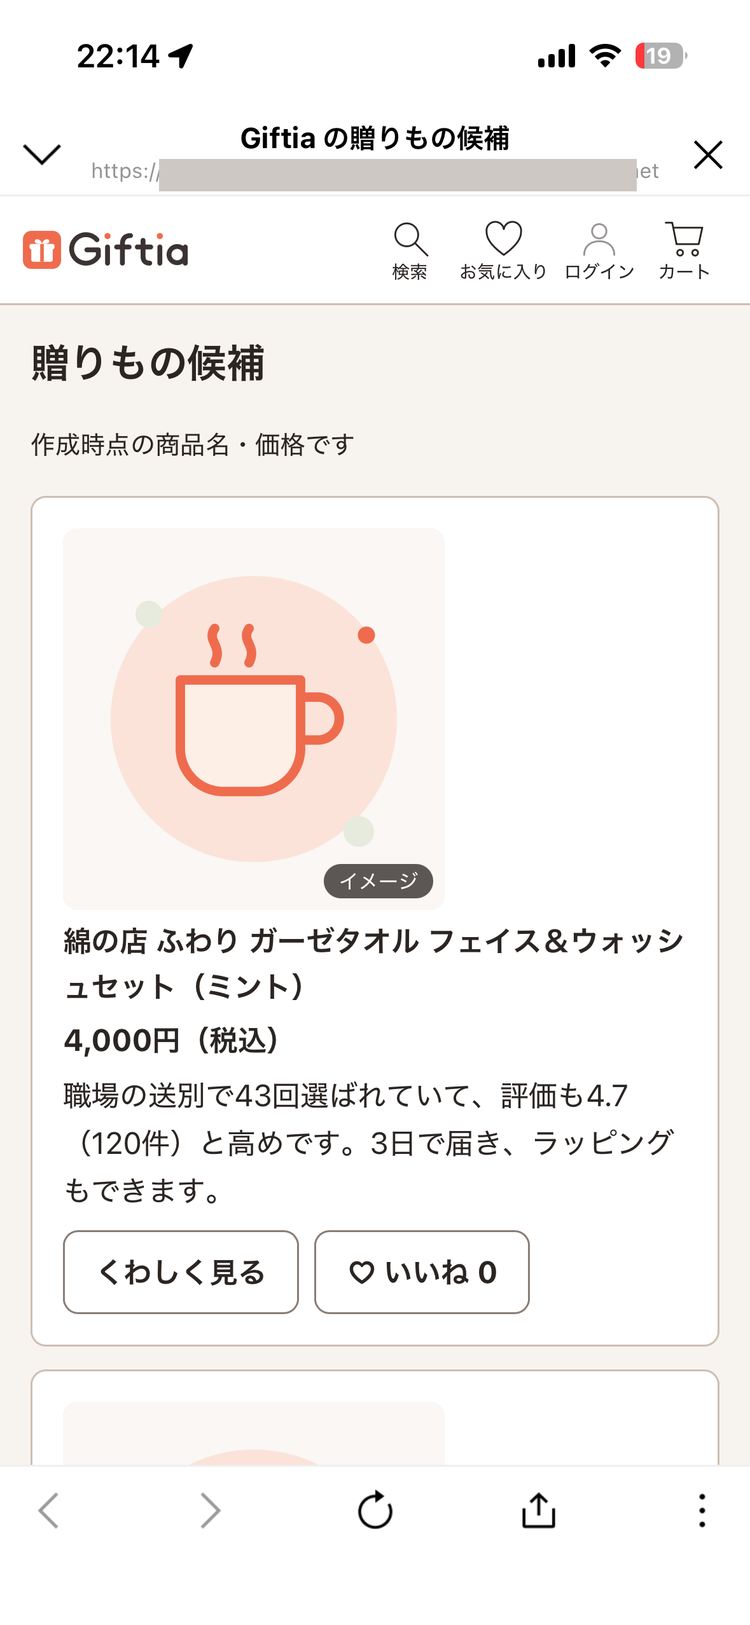 22:14
19
Giftia の贈りもの候補
https://
et
Giftia
検索
お気に入り
ログイン
カート
贈りもの候補
作成時点の商品名・価格です
イメージ
綿の店 ふわり ガーゼタオル フェイス＆ウォッシ
ュセット（ミント）
4,000円（税込）
職場の送別で43回選ばれていて、評価も4.7
（120件）と高めです。3日で届き、ラッピング
もできます。
くわしく見る
♡ いいね 0